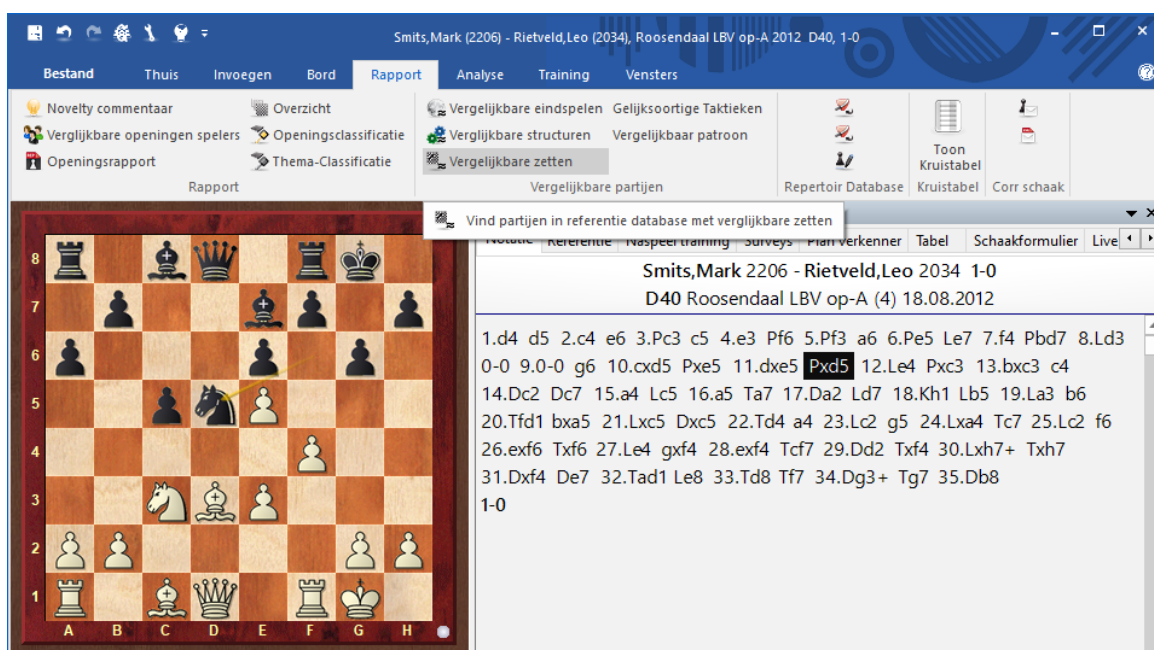 Smits,Mark (2206) - Rietveld,Leo (2034), Roosendaal LBV op-A 2012 D40, 1-0
Bestand Thuis Invoegen Bord Rapport Analyse Training Vensters
Novelty commentaar Overzicht Vergelijkbare eindspelen Gelijksoortige Taktieken
Verglijkbare openingen spelers Openingsclassificatie Verglijkbare structuren Vergelijkbaar patroon
Openingsrapport Thema-Classificatie Vergelijkbare zetten
Toon
Kruistabel
Rapport Vergelijkbare partijen Repertoir Database Kruistabel Corr schaak
Vind partijen in referentie database met verglijkbare zetten
Notatie Referentie Naspeeltraining Surveys Plan Verkenner Tabel Schaakformulier Live
Smits,Mark 2206 - Rietveld,Leo 2034 1-0
D40 Roosendaal LBV op-A (4) 18.08.2012
1.d4 d5 2.c4 e6 3.Pc3 c5 4.e3 Pf6 5.Pf3 a6 6.Pe5 Le7 7.f4 Pbd7 8.Ld3
0-0 9.0-0 g6 10.cxd5 Pxe5 11.dxe5 Pxd5 12.Le4 Pxc3 13.bxc3 c4
14.Dc2 Dc7 15.a4 Lc5 16.a5 Ta7 17.Da2 Ld7 18.Kh1 Lb5 19.La3 b6
20.Tfd1 bxa5 21.Lxc5 Dxc5 22.Td4 a4 23.Lc2 g5 24.Lxa4 Tc7 25.Lc2 f6
26.exf6 Txf6 27.Le4 gxf4 28.exf4 Tcf7 29.Dd2 Txf4 30.Lxh7+ Txh7
31.Dxf4 De7 32.Tad1 Le8 33.Td8 Tf7 34.Dg3+ Tg7 35.Db8
1-0
8
7
6
5
4
3
2
1
A B C D E F G H